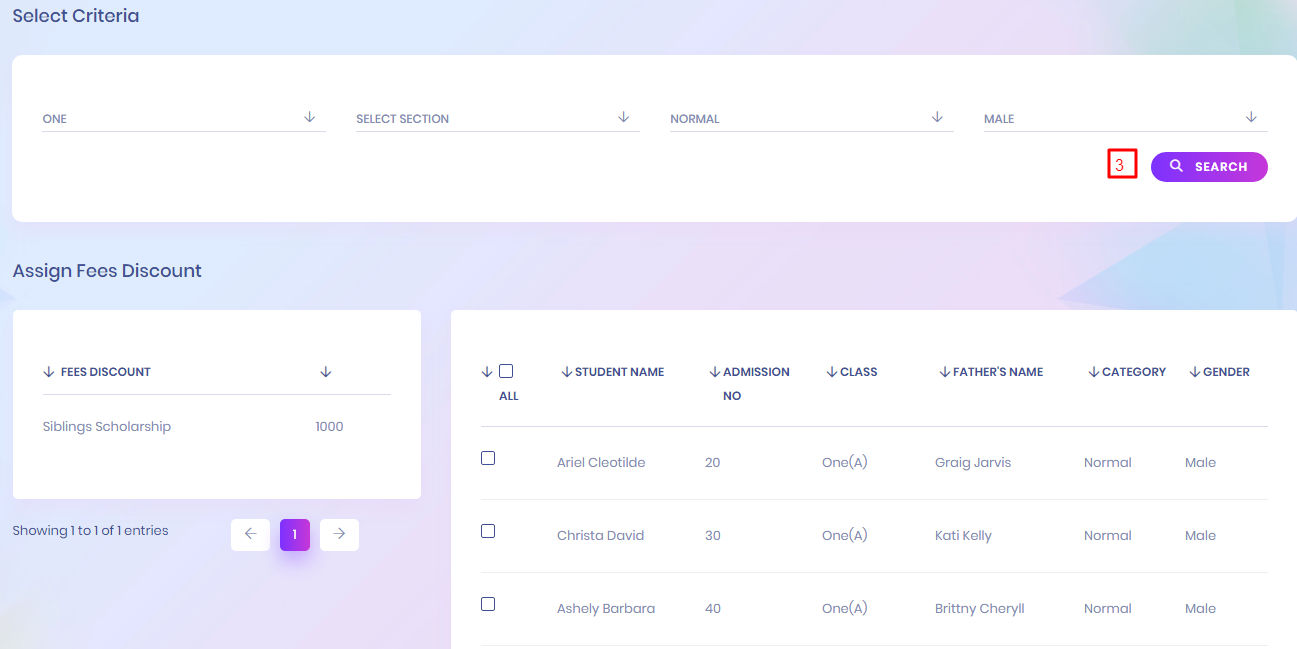 Select Criteria
ONE SELECT SECTION NORMAL MALE
3 SEARCH
Assign Fees Discount
FEES DISCOUNT
Siblings Scholarship 1000
Showing 1 to 1 of 1 entries 1
ALL STUDENT NAME ADMISSION NO CLASS FATHER'S NAME CATEGORY GENDER
Ariel Cleotilde 20 One(A) Graig Jarvis Normal Male
Christa David 30 One(A) Kati Kelly Normal Male
Ashely Barbara 40 One(A) Brittny Cheryll Normal Male